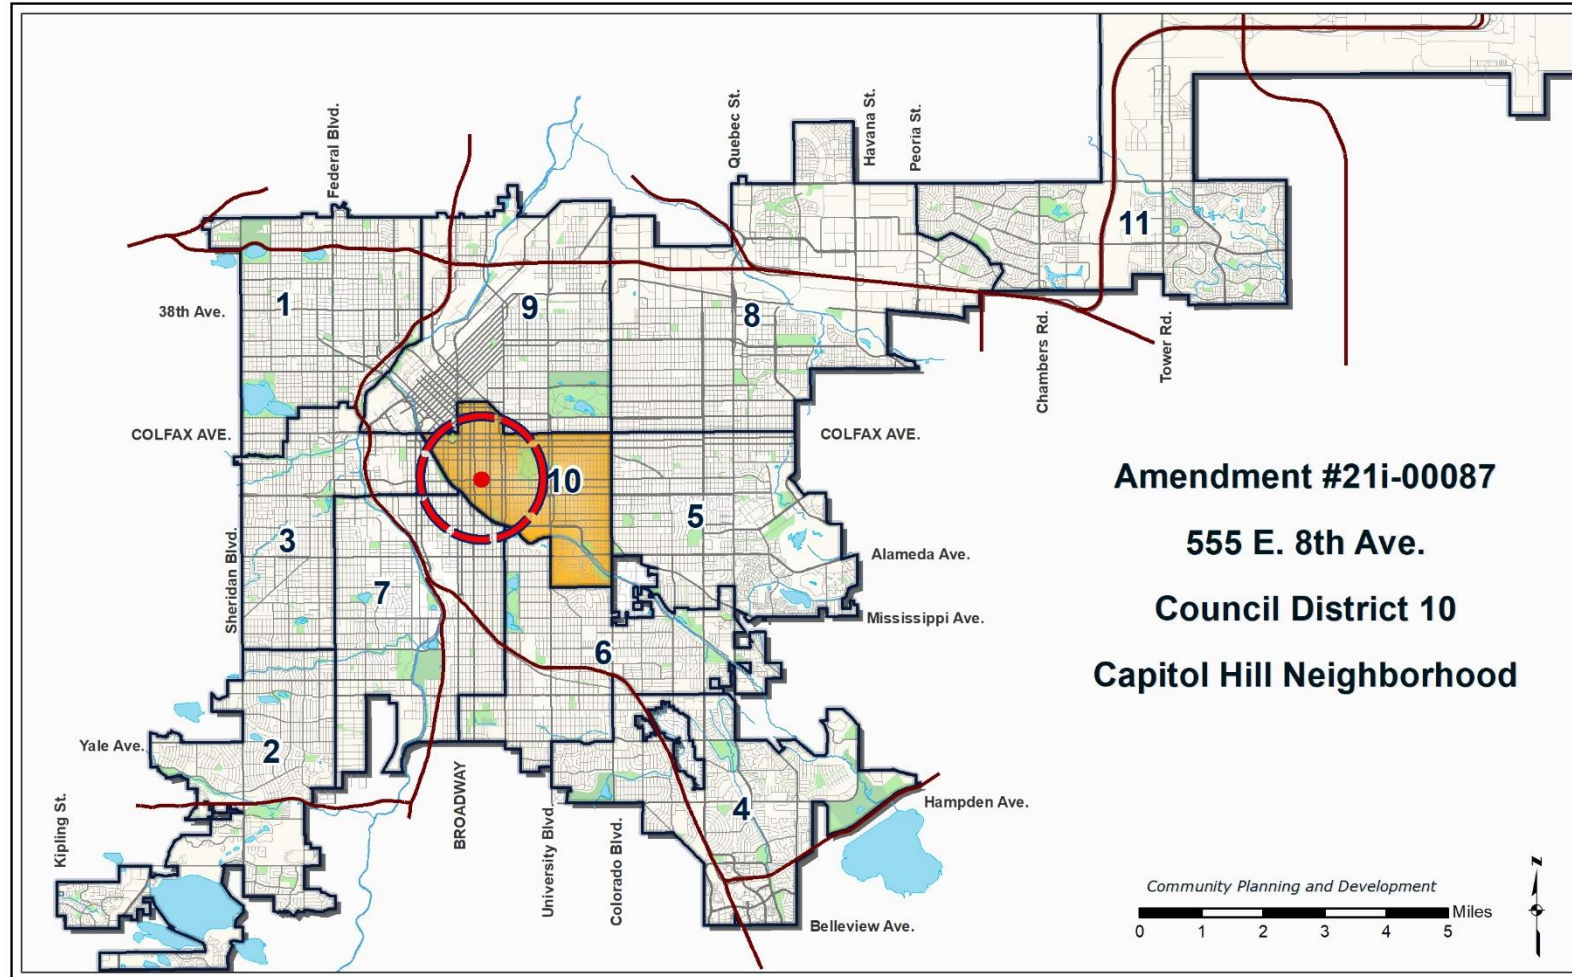 Federal Blvd.
Quebec St.
Havana St.
Peoria St.
11
1
9
8
38th Ave.
Chambers Rd.
Tower Rd.
COLFAX AVE.
COLFAX AVE.
10
5
3
Sheridan Blvd.
7
6
Alameda Ave.
Mississippi Ave.
Amendment #21i-00087
555 E. 8th Ave.
Council District 10
Capitol Hill Neighborhood
Yale Ave.
2
4
Kipling St.
BROADWAY
University Blvd.
Colorado Blvd.
Hampden Ave.
Belleview Ave.
Community Planning and Development
Miles
0 1 2 3 4 5
N